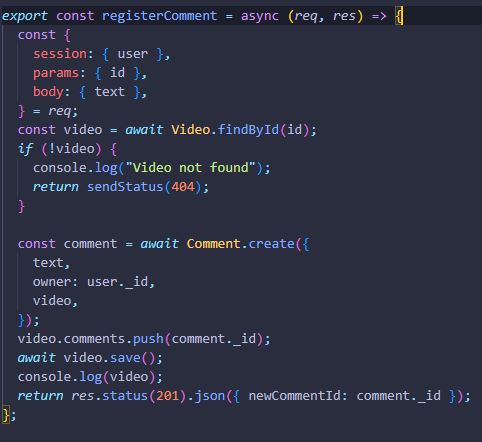 export const registerComment = async (req, res) => {
  const {
    session: { user },
    params: { id },
    body: { text },
  } = req;
  const video = await Video.findById(id);
  if (!video) {
    console.log("Video not found");
    return sendStatus(404);
  }

  const comment = await Comment.create({
    text,
    owner: user._id,
    video,
  });
  video.comments.push(comment._id);
  await video.save();
  console.log(video);
  return res.status(201).json({ newCommentId: comment._id });
};